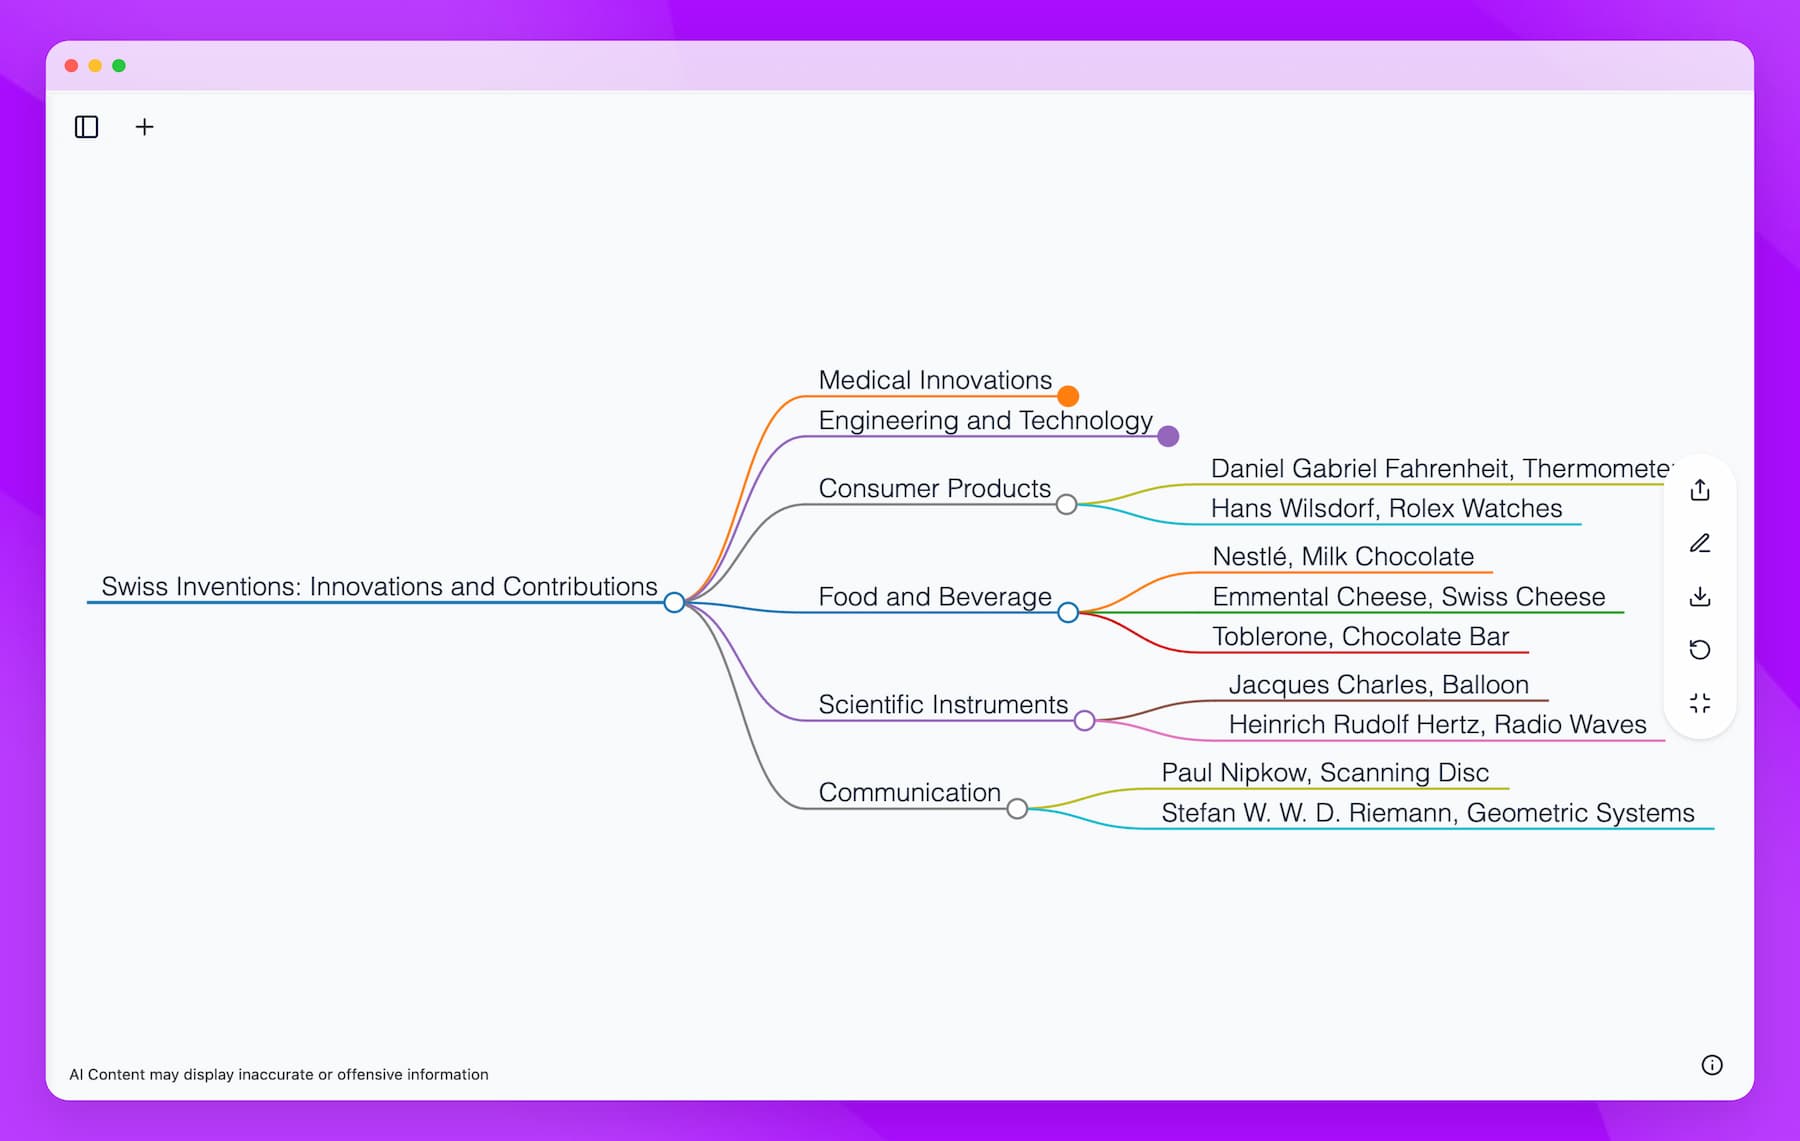 Medical Innovations
Engineering and Technology
Daniel Gabriel Fahrenheit, Thermometer
Consumer Products
Hans Wilsdorf, Rolex Watches
Nestlé, Milk Chocolate
Swiss Inventions: Innovations and Contributions
Food and Beverage
Emmental Cheese, Swiss Cheese
Toblerone, Chocolate Bar
Jacques Charles, Balloon
Scientific Instruments
Heinrich Rudolf Hertz, Radio Waves
Paul Nipkow, Scanning Disc
Communication
Stefan W. W. D. Riemann, Geometric Systems
AI Content may display inaccurate or offensive information